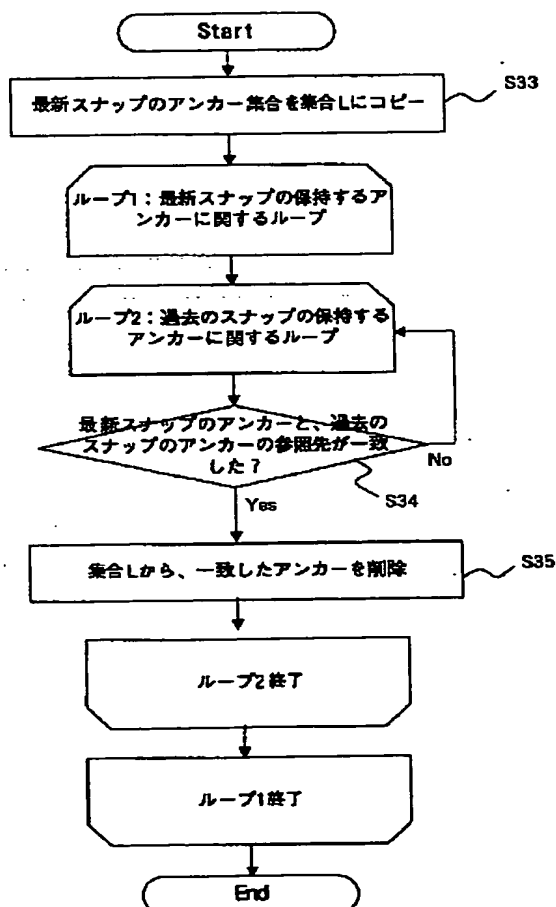 Start
最新スナップのアンカー集合を集合Lにコピー
S33
ループ1：最新スナップの保持するア
ンカーに関するループ
ループ2：過去のスナップの保持する
アンカーに関するループ
最新スナップのアンカーと、過去の
スナップのアンカーの参照先が一致
した？
No
S34
Yes
集合Lから、一致したアンカーを削除
S35
ループ2終了
ループ1終了
End